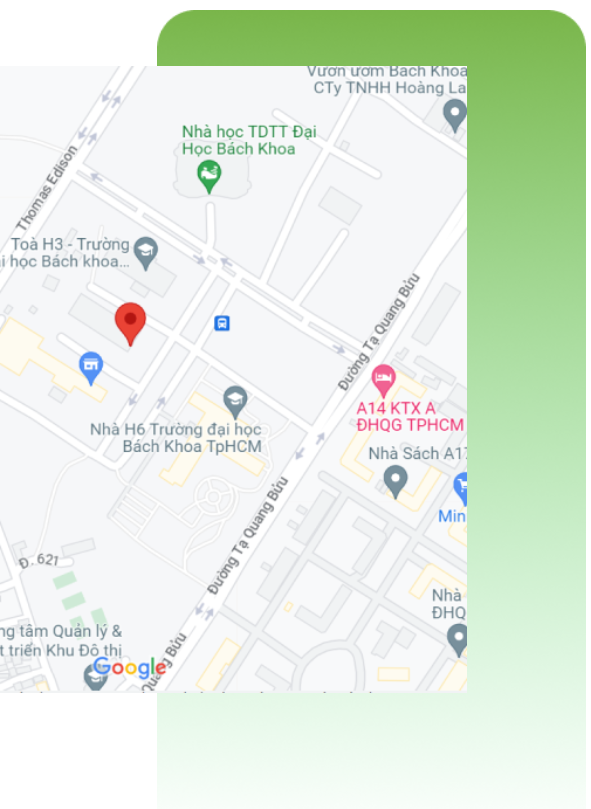 Vườn ươm Bách Khoa
CTy TNHH Hoàng La
Nhà học TDTT Đại
Học Bách Khoa
Thomas Edison
Toà H3 - Trường
i học Bách khoa...
Đường Tạ Quang Bửu
A14 KTX A
ĐHQG TPHCM
Nhà H6 Trường đại học
Bách Khoa TpHCM
Nhà Sách A17
Min
Đường Tạ Quang Bửu
Đ. 621
Nhà
ĐHQ
ng tâm Quản lý &
t triển Khu Đô thị
Google
Quang Bửu